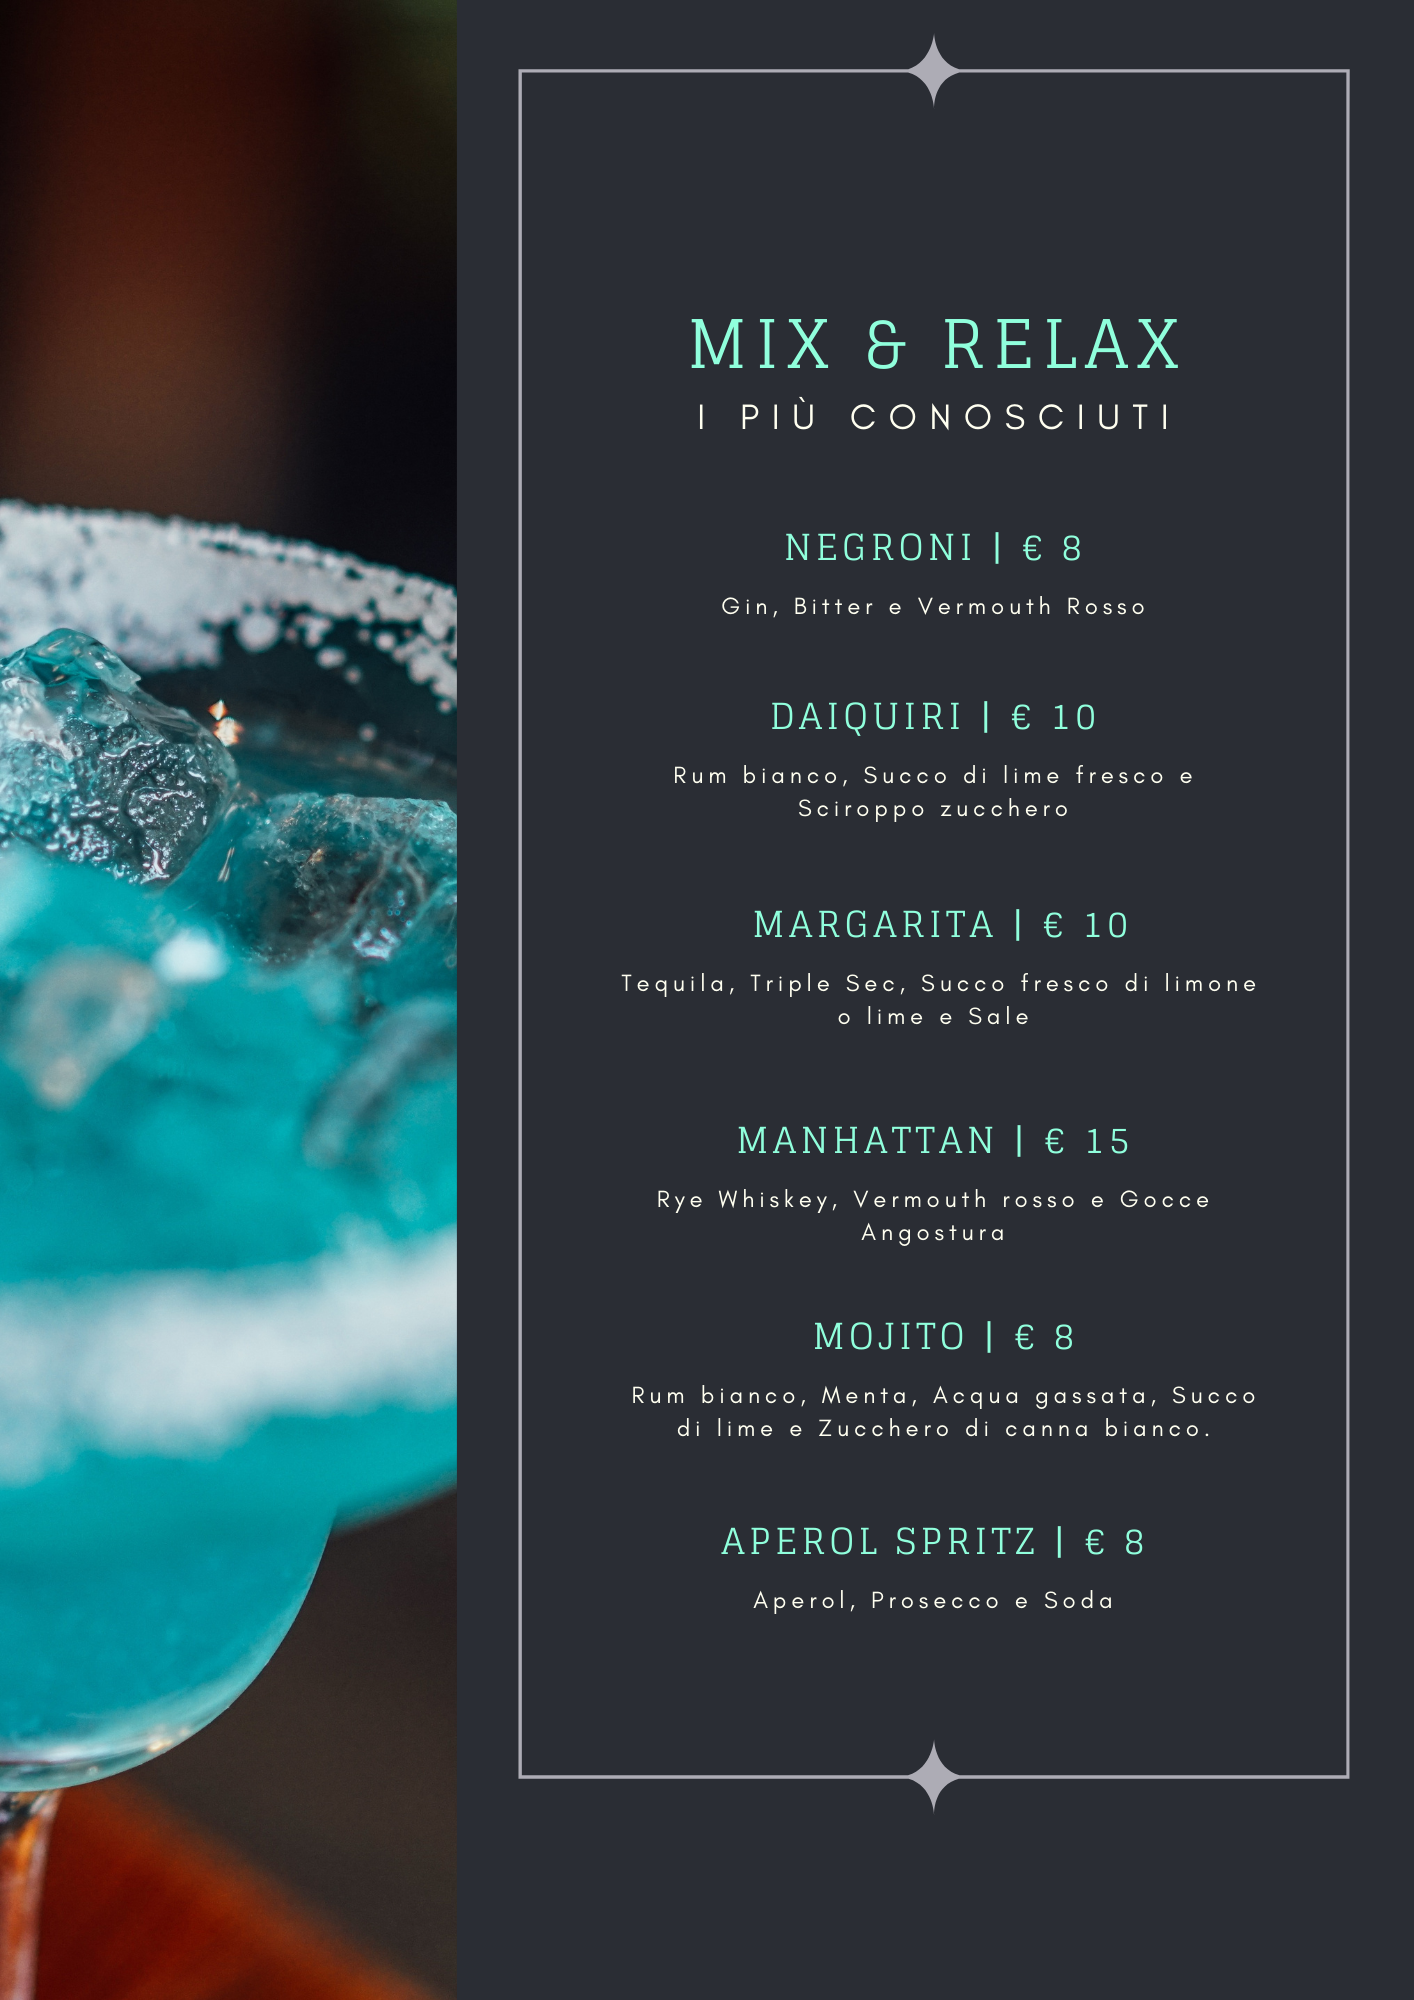 MIX & RELAX
I PIÙ CONOSCIUTI
NEGRONI | € 8
Gin, Bitter e Vermouth Rosso
DAIQUIRI | € 10
Rum bianco, Succo di lime fresco e
Sciroppo zucchero
MARGARITA | € 10
Tequila, Triple Sec, Succo fresco di limone
o lime e Sale
MANHATTAN | € 15
Rye Whiskey, Vermouth rosso e Gocce
Angostura
MOJITO | € 8
Rum bianco, Menta, Acqua gassata, Succo
di lime e Zucchero di canna bianco.
APEROL SPRITZ | € 8
Aperol, Prosecco e Soda